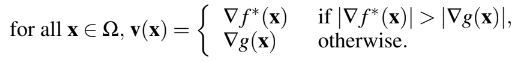 for all x ∈ Ω, v(x) = { ∇f*(x) if |∇f*(x)| > |∇g(x)|,
∇g(x) otherwise.